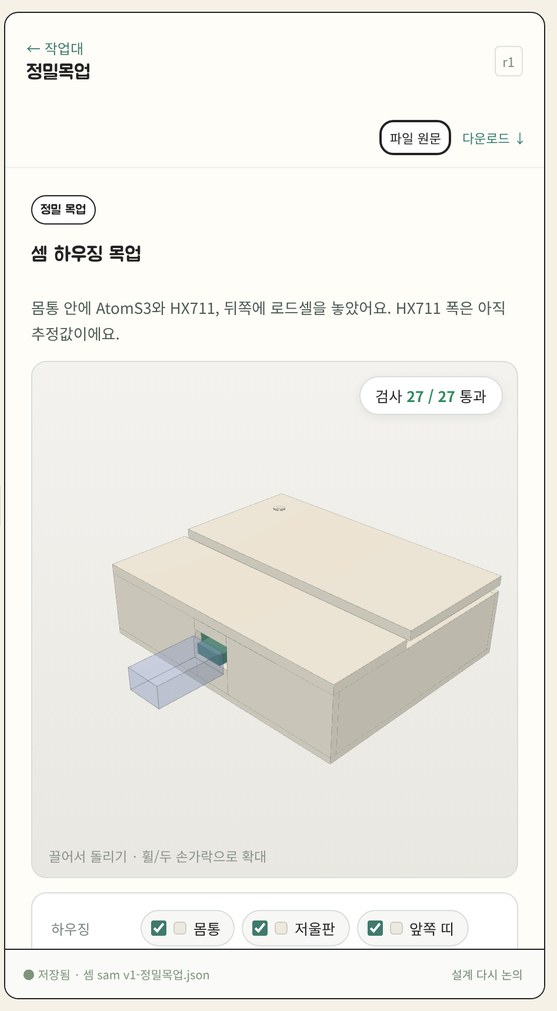 ← 작업대
정밀목업
r1
파일 원문
다운로드 ↓
정밀 목업
셈 하우징 목업
몸통 안에 AtomS3와 HX711, 뒤쪽에 로드셀을 놓았어요. HX711 폭은 아직
추정값이에요.
검사 27 / 27 통과
끌어서 돌리기 · 휠/두 손가락으로 확대
하우징
몸통
저울판
앞쪽 띠
저장됨 · 셈 sam v1-정밀목업.json
설계 다시 논의